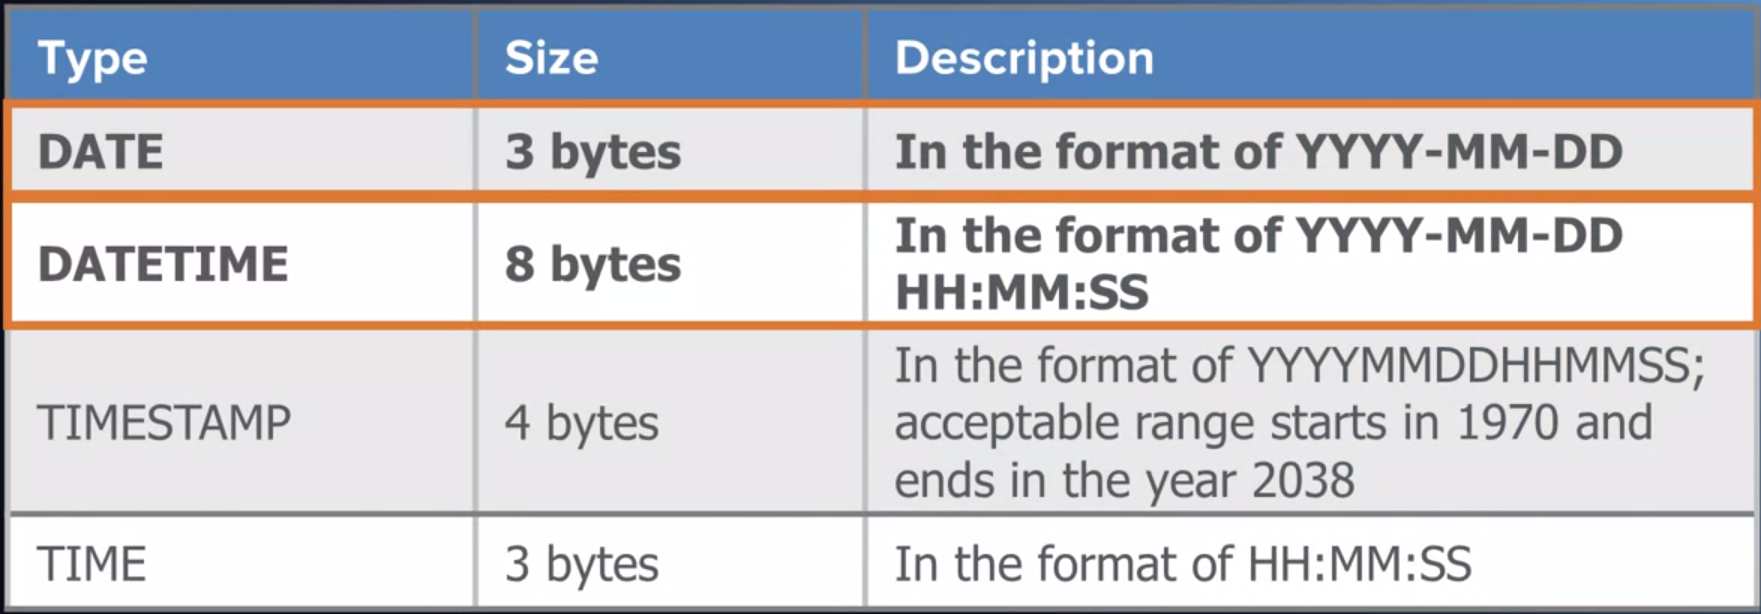 Type Size Description
DATE 3 bytes In the format of YYYY-MM-DD
DATETIME 8 bytes In the format of YYYY-MM-DD
HH:MM:SS
TIMESTAMP 4 bytes In the format of YYYYMMDDHHMMSS;
acceptable range starts in 1970 and
ends in the year 2038
TIME 3 bytes In the format of HH:MM:SS